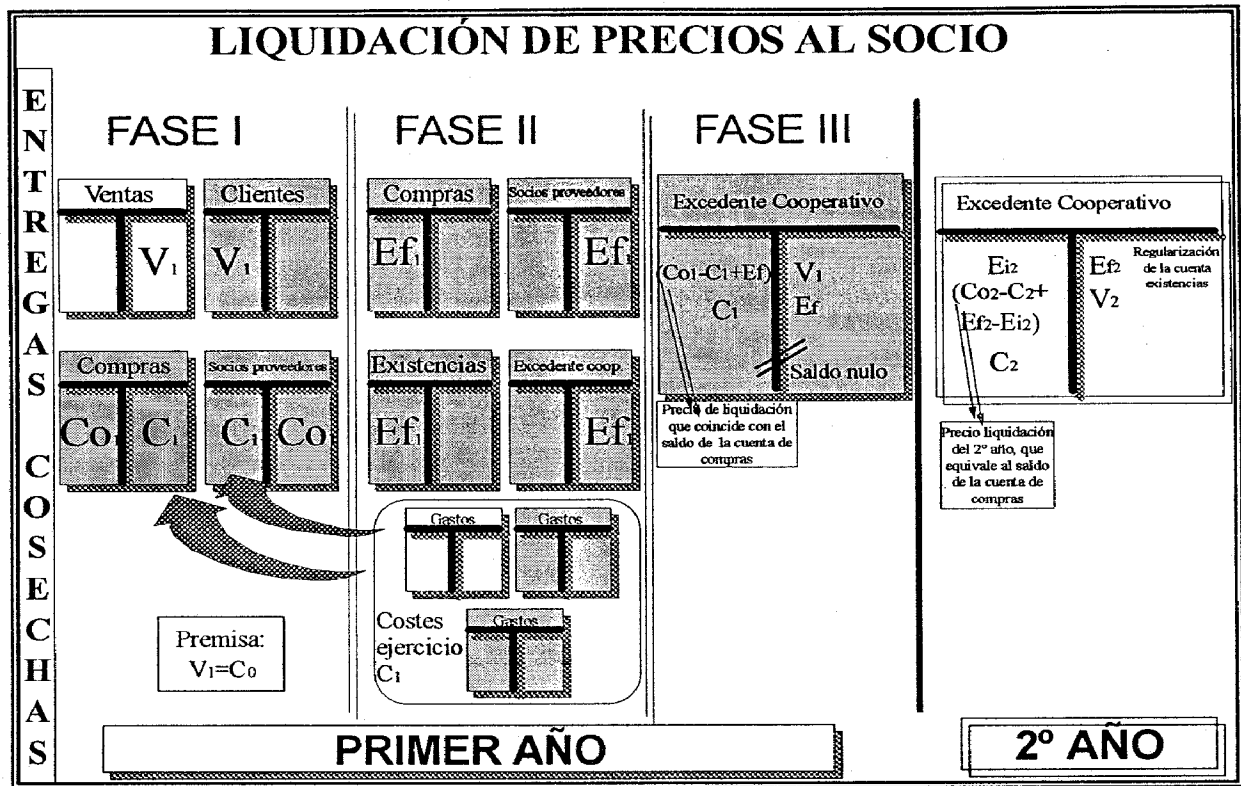 LIQUIDACIÓN DE PRECIOS AL SOCIO
ENTREGAS COSECHAS
FASE I
Ventas
V1
Clientes
V1
Compras
Co1 C1
Socios proveedores
C1 Co
Premisa:
V1=C0
FASE II
Compras
Ef1
Socios proveedores
Ef1
Existencias
Ef1
Excedente coop.
Ef1
Gastos
Gastos
Gastos
Costes
ejercicio
C1
FASE III
Excedente Cooperativo
(Co1-C1+Ef)
C1
V1
Ef
Saldo nulo
Precio de liquidación
que coincide con el
saldo de la cuenta de
compras
PRIMER AÑO
Excedente Cooperativo
Ei2
(Co2-C2+
Ef2-Ei2)
C2
Ef2
V2
Regularización
de la cuenta
existencias
Precio liquidación
del 2º año, que
equivale al saldo
de la cuenta de
compras
2º AÑO